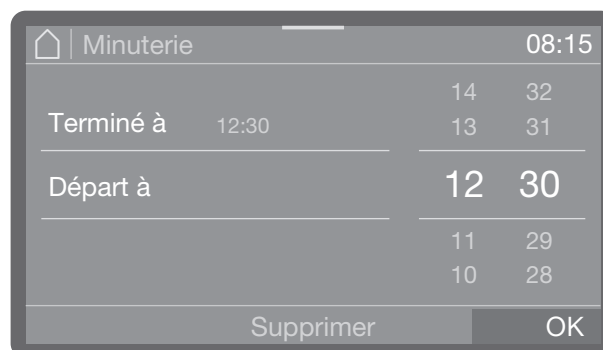 Minuterie 08:15
14 32
Terminé à 12:30 13 31
Départ à 12 30
11 29
10 28
Supprimer OK